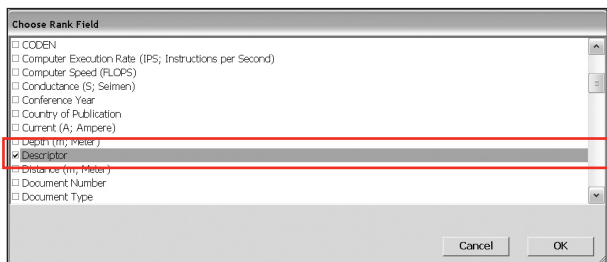 Choose Rank Field
CODEN
Computer Execution Rate (IPS; Instructions per Second)
Computer Speed (FLOPS)
Conductance (S; Seimen)
Conference Year
Country of Publication
Current (A; Ampere)
Depth (m; Meter)
Descriptor
Distance (m; Meter)
Document Number
Document Type
Cancel OK